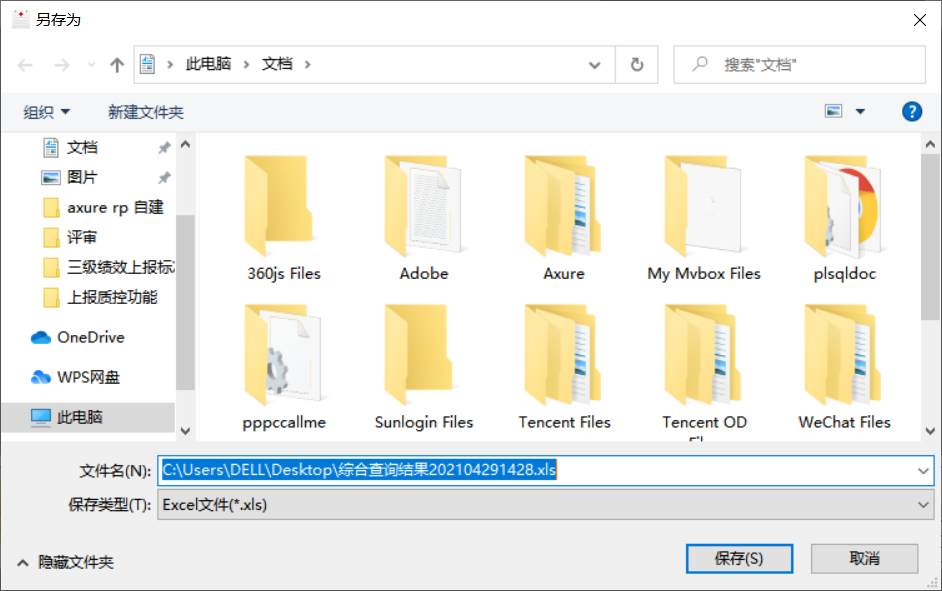 另存为
此电脑 文档
搜索"文档"
组织 新建文件夹
文档
图片
axure rp 自建
评审
三级绩效上报标
上报质控功能
OneDrive
WPS网盘
此电脑
360js Files Adobe Axure My Mvbox Files plsqldoc
pppccallme Sunlogin Files Tencent Files Tencent OD WeChat Files
文件名(N): C:\Users\DELL\Desktop\综合查询结果202104291428.xls
保存类型(T): Excel文件(*.xls)
隐藏文件夹 保存(S) 取消